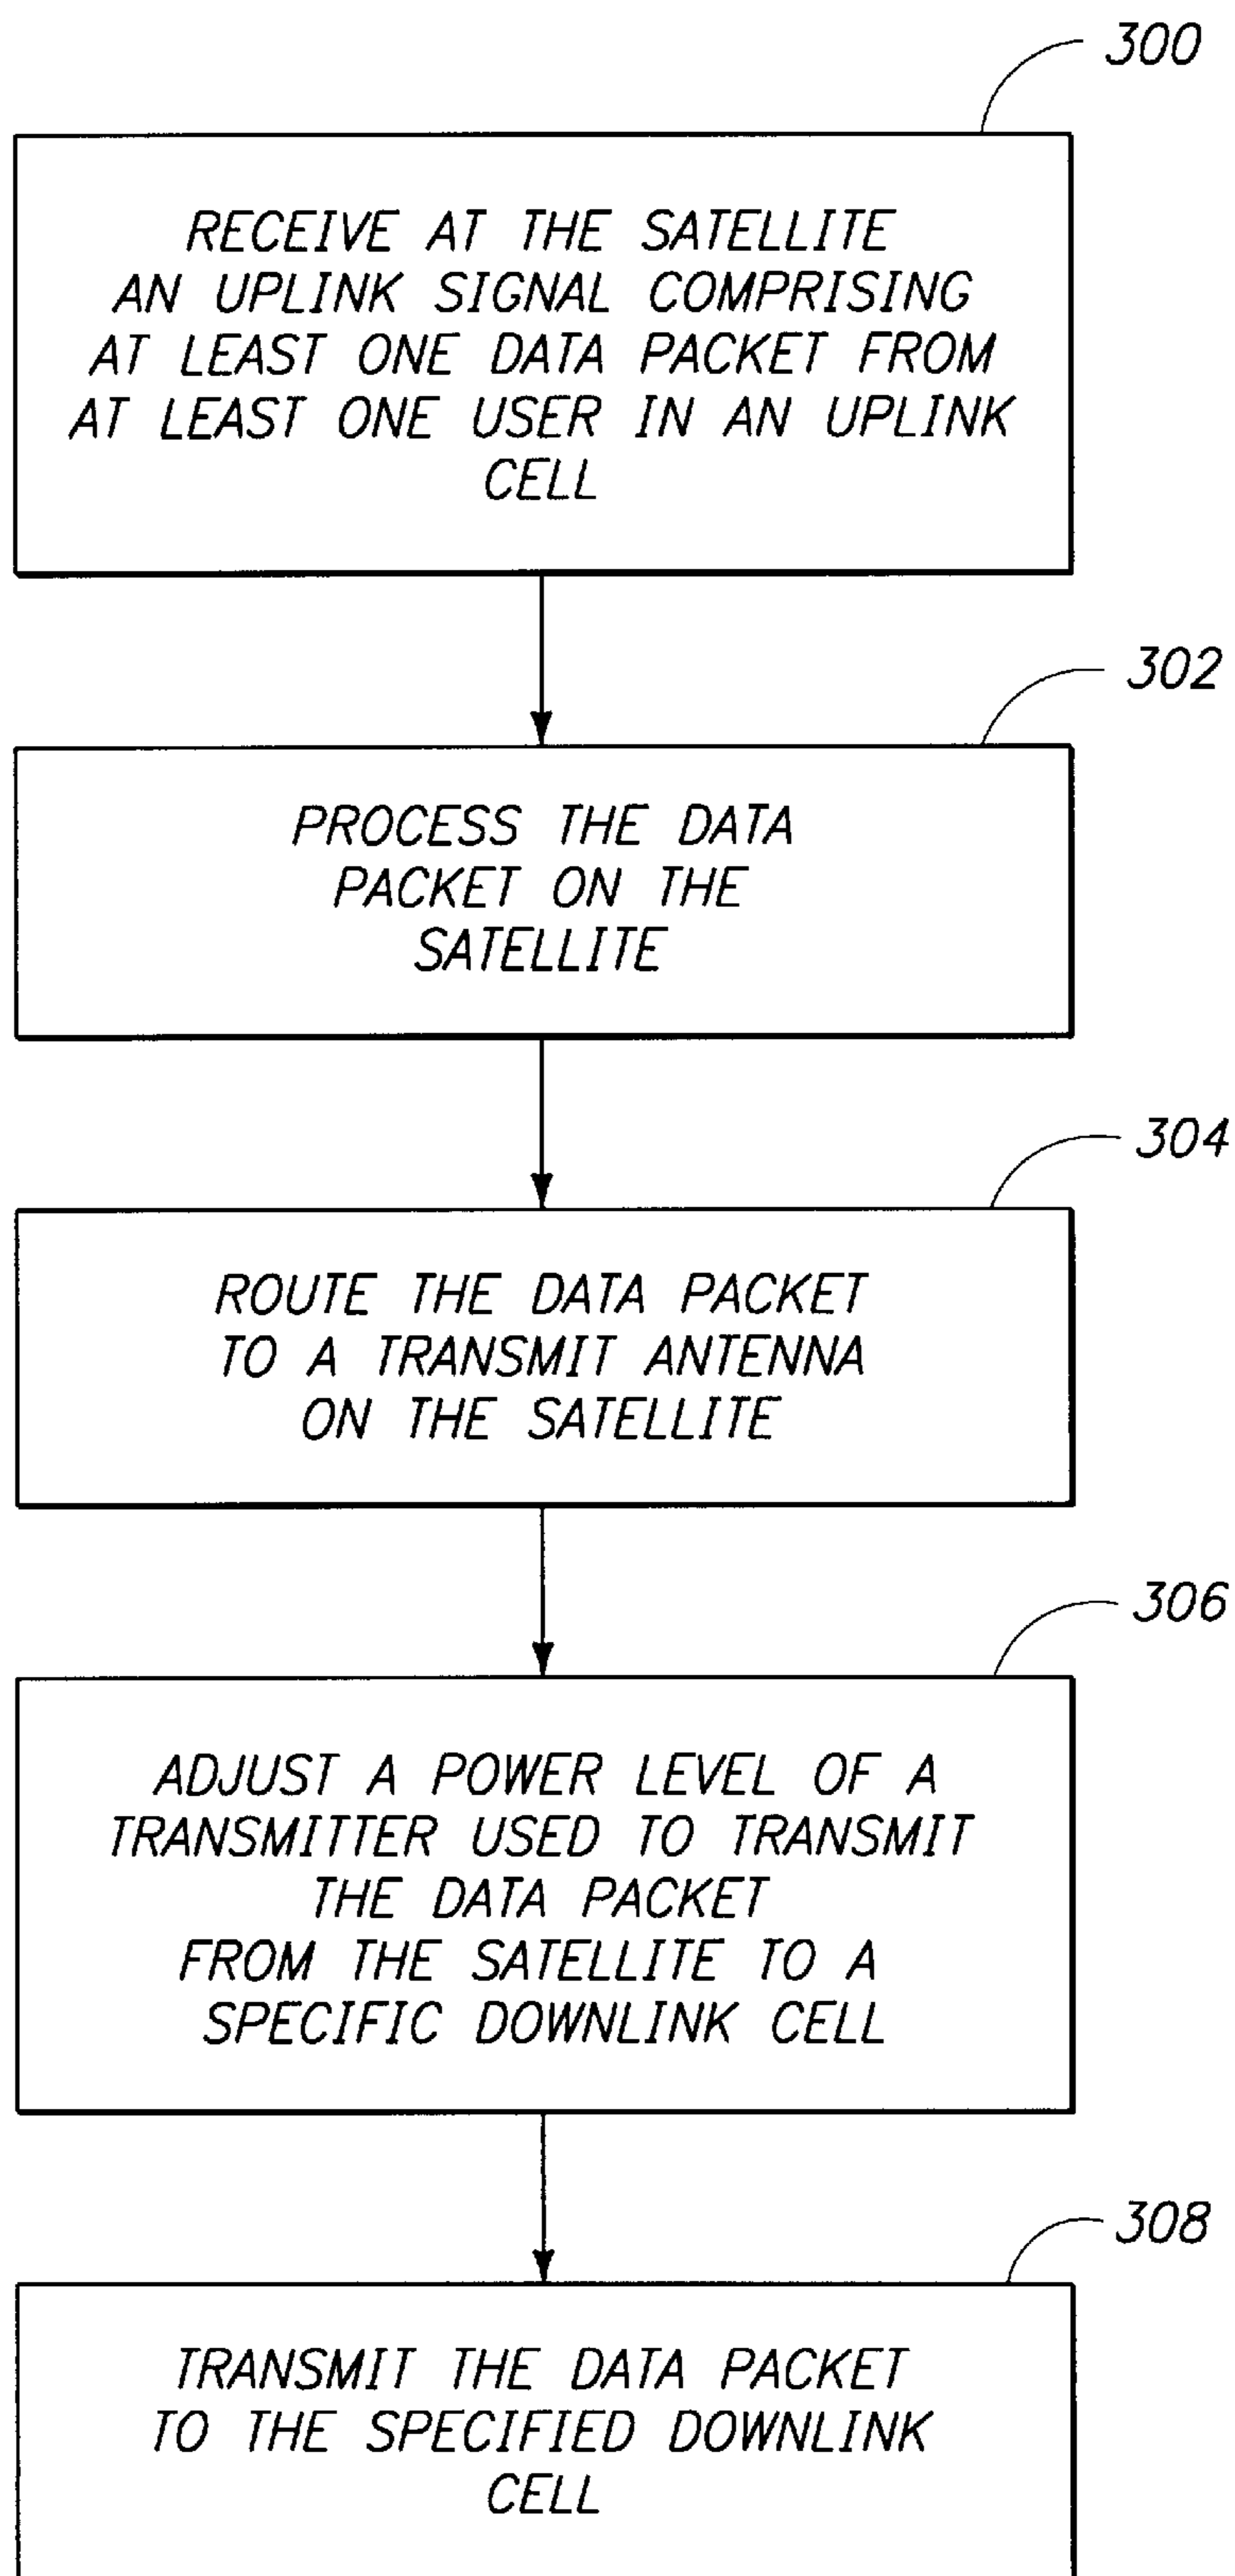 300
RECEIVE AT THE SATELLITE
AN UPLINK SIGNAL COMPRISING
AT LEAST ONE DATA PACKET FROM
AT LEAST ONE USER IN AN UPLINK
CELL
302
PROCESS THE DATA
PACKET ON THE
SATELLITE
304
ROUTE THE DATA PACKET
TO A TRANSMIT ANTENNA
ON THE SATELLITE
306
ADJUST A POWER LEVEL OF A
TRANSMITTER USED TO TRANSMIT
THE DATA PACKET
FROM THE SATELLITE TO A
SPECIFIC DOWNLINK CELL
308
TRANSMIT THE DATA PACKET
TO THE SPECIFIED DOWNLINK
CELL